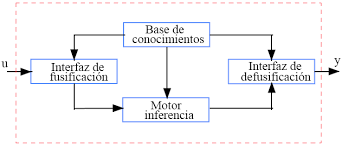 Base de
conocimientos
u
Interfaz de
fusificación
Interfaz de
defusificación
y
Motor
inferencia